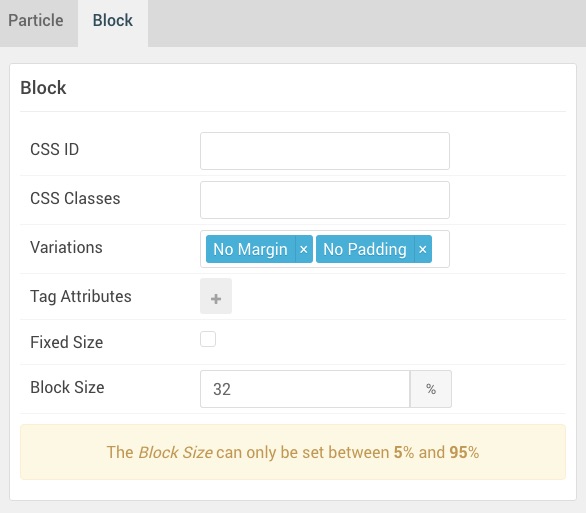 Particle Block
Block
CSS ID
CSS Classes
Variations No Margin × No Padding ×
Tag Attributes +
Fixed Size
Block Size 32 %
The Block Size can only be set between 5% and 95%